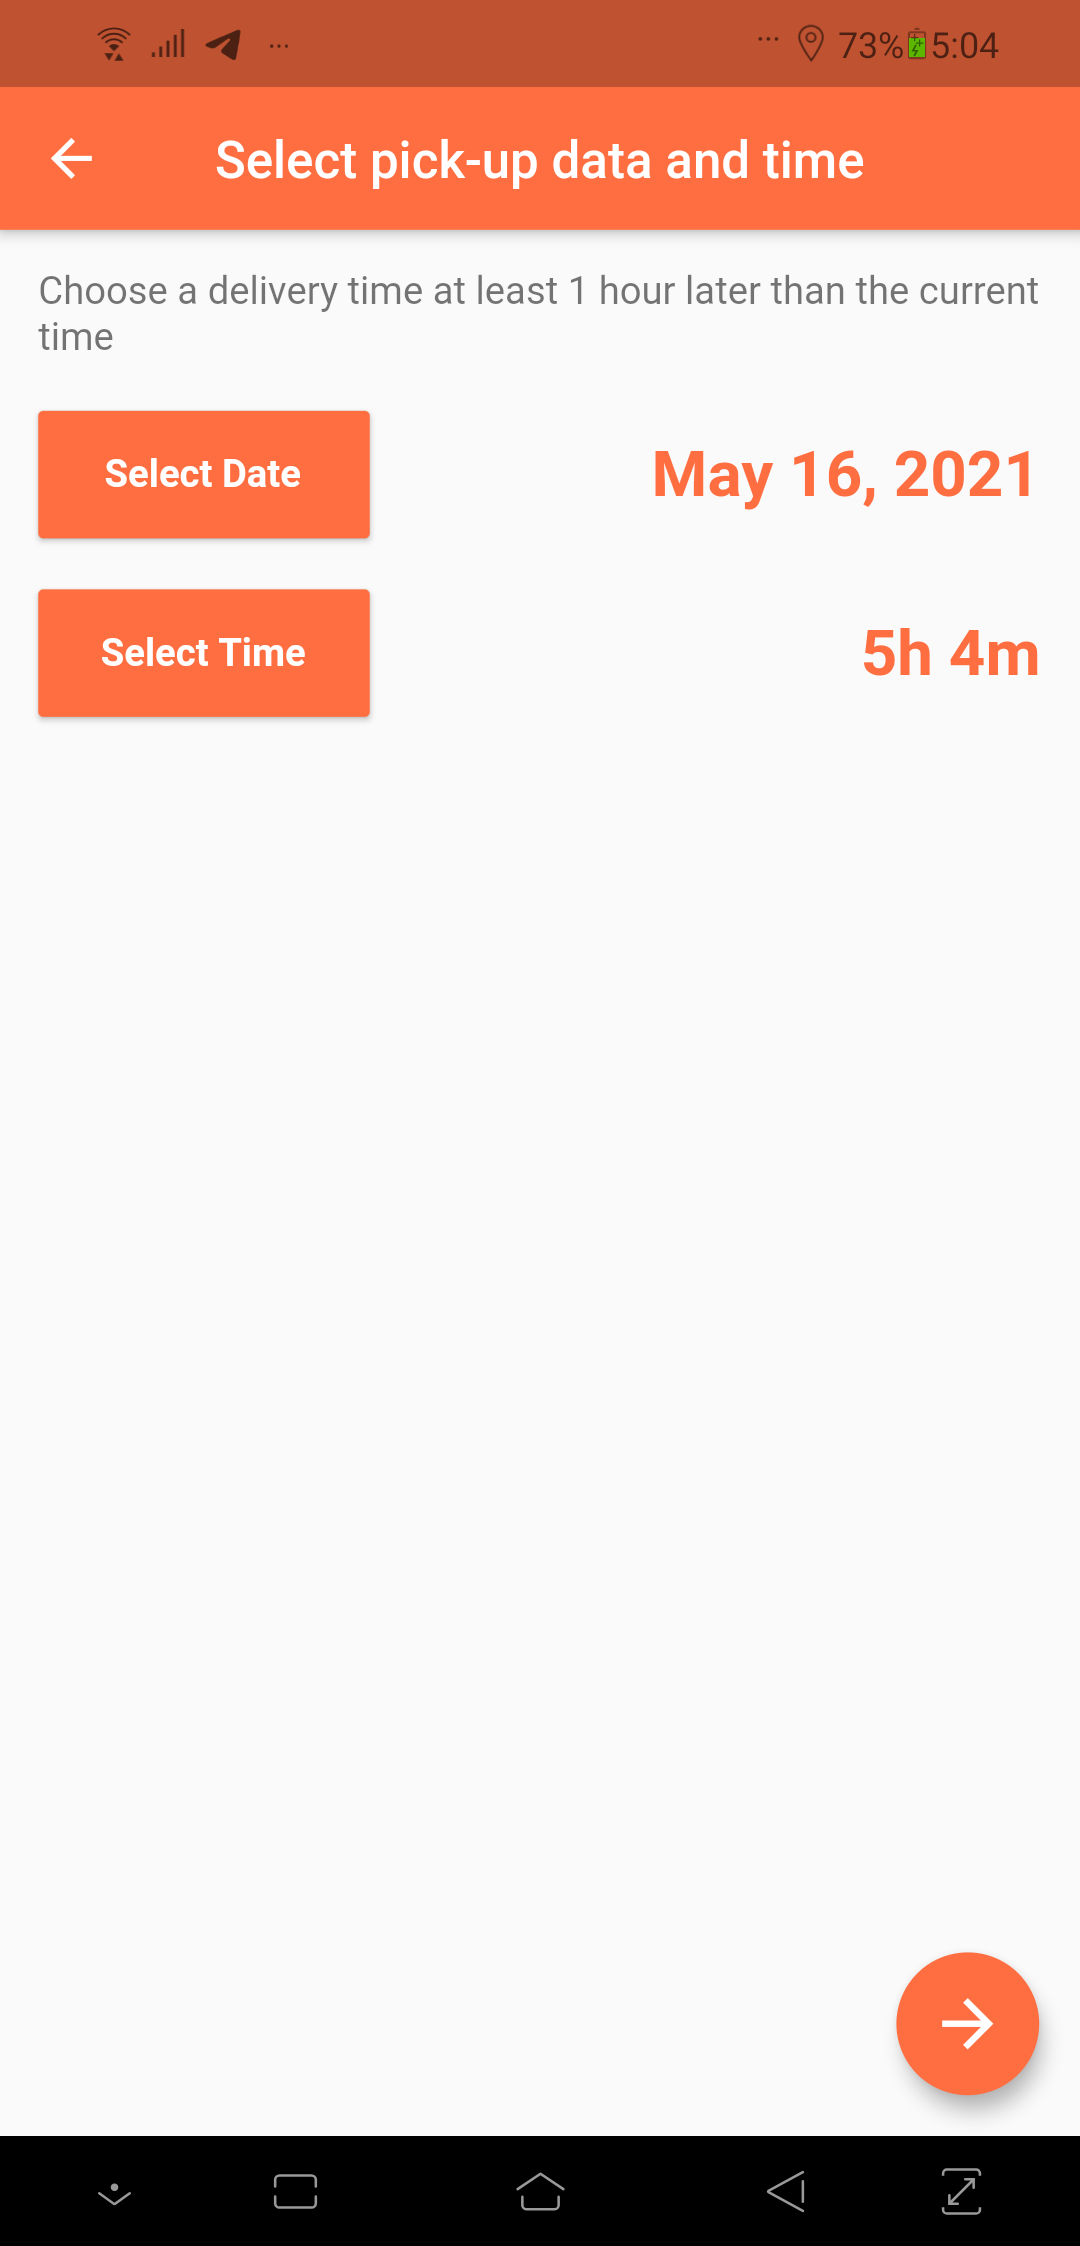 73% 5:04
Select pick-up data and time
Choose a delivery time at least 1 hour later than the current
time
Select Date
May 16, 2021
Select Time
5h 4m